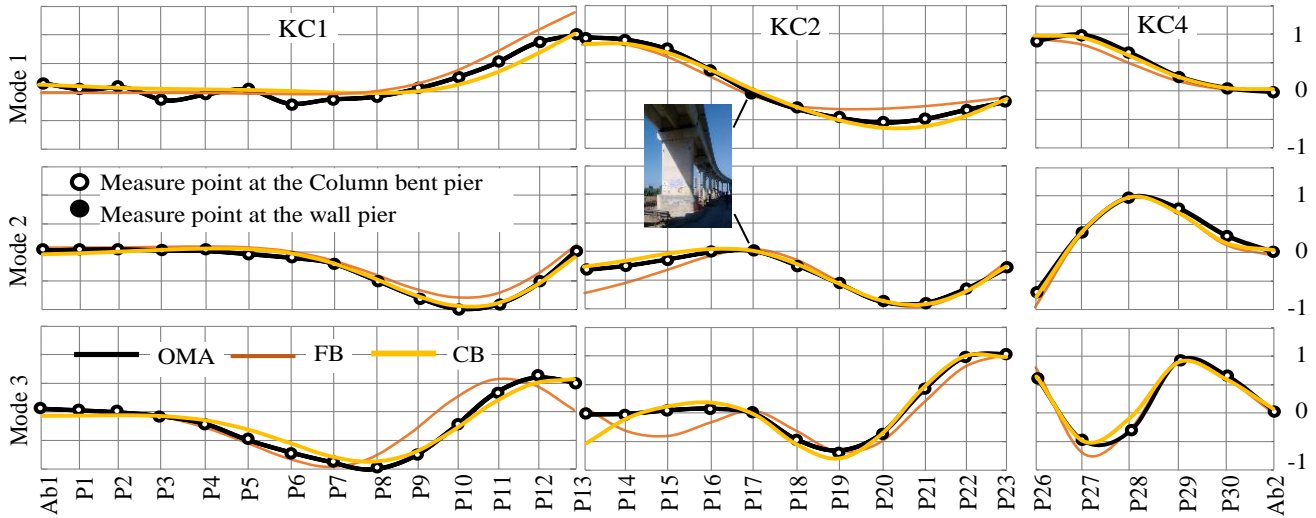 KC1
KC2
KC4
Mode 1
1
0
-1
Measure point at the Column bent pier
Measure point at the wall pier
Mode 2
1
0
-1
OMA
FB
CB
Mode 3
1
0
-1
Ab1 P1 P2 P3 P4 P5 P6 P7 P8 P9 P10 P11 P12 P13 P14 P15 P16 P17 P18 P19 P20 P21 P22 P23 P26 P27 P28 P29 P30 Ab2